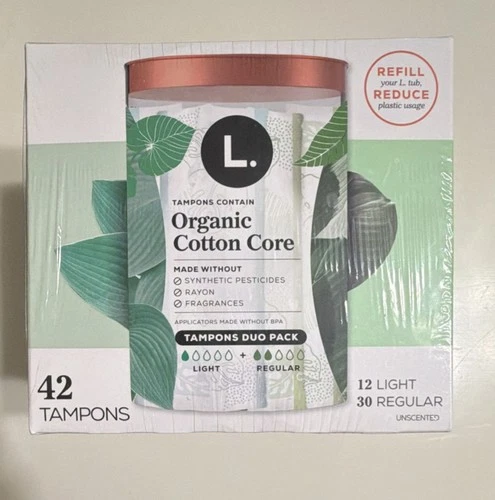 REFILL
your L. tub,
REDUCE
plastic usage
L.
TAMPONS CONTAIN
Organic
Cotton Core
MADE WITHOUT
SYNTHETIC PESTICIDES
RAYON
FRAGRANCES
APPLICATORS MADE WITHOUT BPA
TAMPONS DUO PACK
+
LIGHT REGULAR
42
TAMPONS
12 LIGHT
30 REGULAR
UNSCENTED